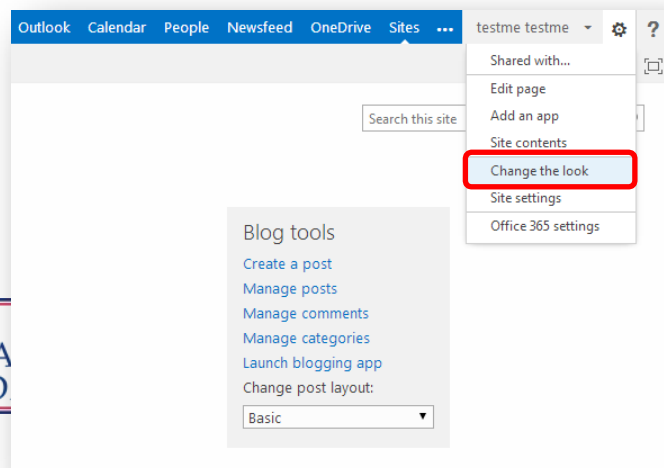 Outlook Calendar People Newsfeed OneDrive Sites ••• testme testme ?
Shared with...
Edit page
Add an app
Search this site
Site contents
Change the look
Site settings
Office 365 settings
Blog tools
Create a post
Manage posts
Manage comments
Manage categories
Launch blogging app
Change post layout:
Basic